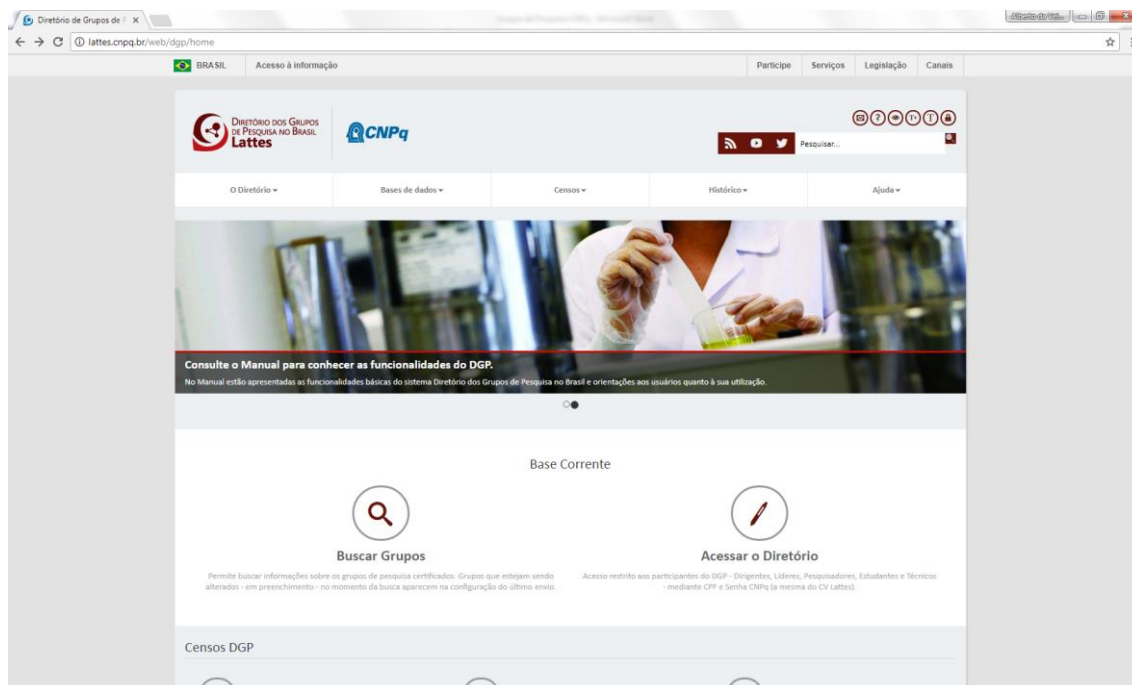 Diretório de Grupos de P
lattes.cnpq.br/web/dgp/home
BRASIL Acesso à informação Participe Serviços Legislação Canais
DIRETÓRIO DOS GRUPOS
DE PESQUISA NO BRASIL
Lattes
CNPq
Pesquisar...
O Diretório Bases de dados Censos Histórico Ajuda
Consulte o Manual para conhecer as funcionalidades do DGP.
No Manual estão apresentadas as funcionalidades básicas do sistema Diretório dos Grupos de Pesquisa no Brasil e orientações aos usuários quanto à sua utilização.
Base Corrente
Buscar Grupos
Permite buscar informações sobre os grupos de pesquisa certificados. Grupos que estejam sendo
alterados - em preenchimento - no momento da busca aparecem na configuração do último envio.
Acessar o Diretório
Acesso restrito aos participantes do DGP - Dirigentes, Líderes, Pesquisadores, Estudantes e Técnicos
- mediante CPF e Senha CNPq (a mesma do CV Lattes).
Censos DGP